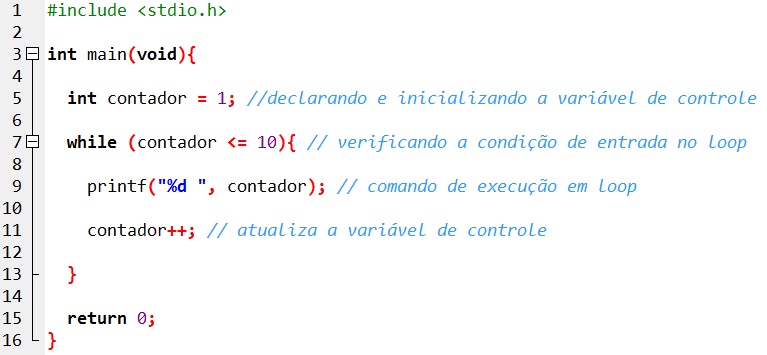 1 #include <stdio.h>
2
3 int main(void){
4
5 int contador = 1; //declarando e inicializando a variável de controle
6
7 while (contador <= 10){ // verificando a condição de entrada no loop
8
9 printf("%d ", contador); // comando de execução em loop
10
11 contador++; // atualiza a variável de controle
12
13 }
14
15 return 0;
16 }